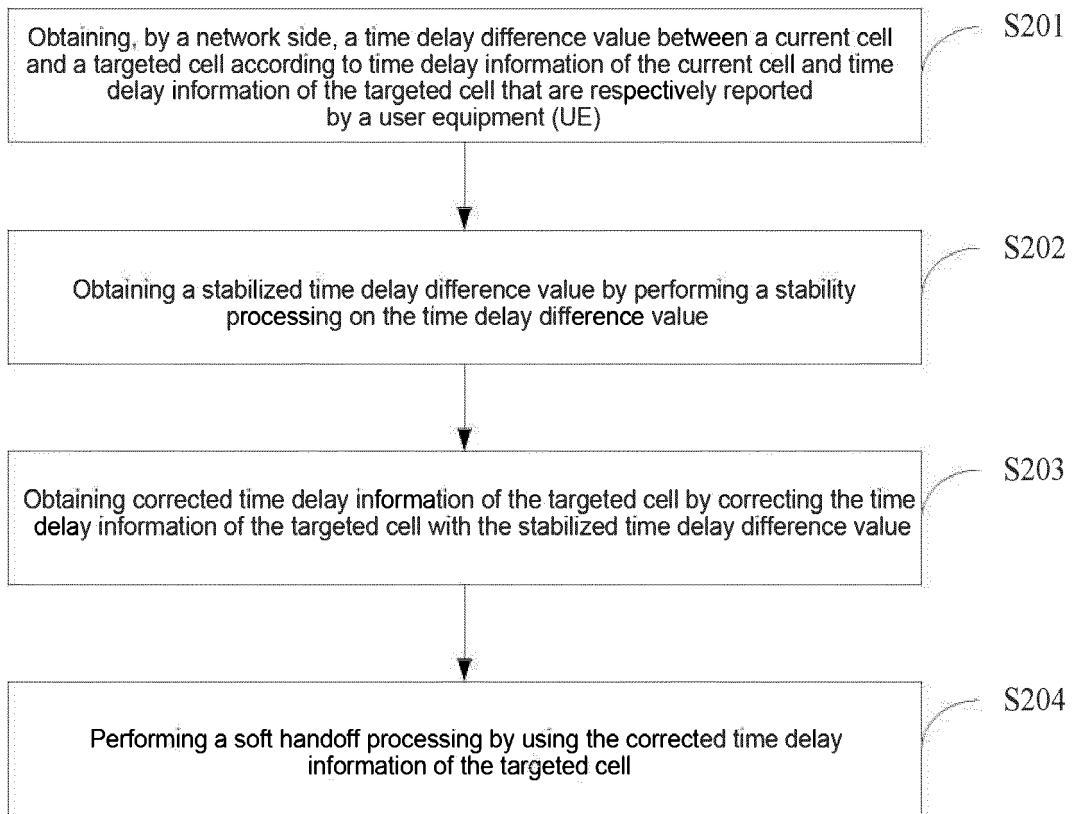 Obtaining, by a network side, a time delay difference value between a current cell
and a targeted cell according to time delay information of the current cell and time
delay information of the targeted cell that are respectively reported
by a user equipment (UE)
S201
Obtaining a stabilized time delay difference value by performing a stability
processing on the time delay difference value
S202
Obtaining corrected time delay information of the targeted cell by correcting the time
delay information of the targeted cell with the stabilized time delay difference value
S203
Performing a soft handoff processing by using the corrected time delay
information of the targeted cell
S204